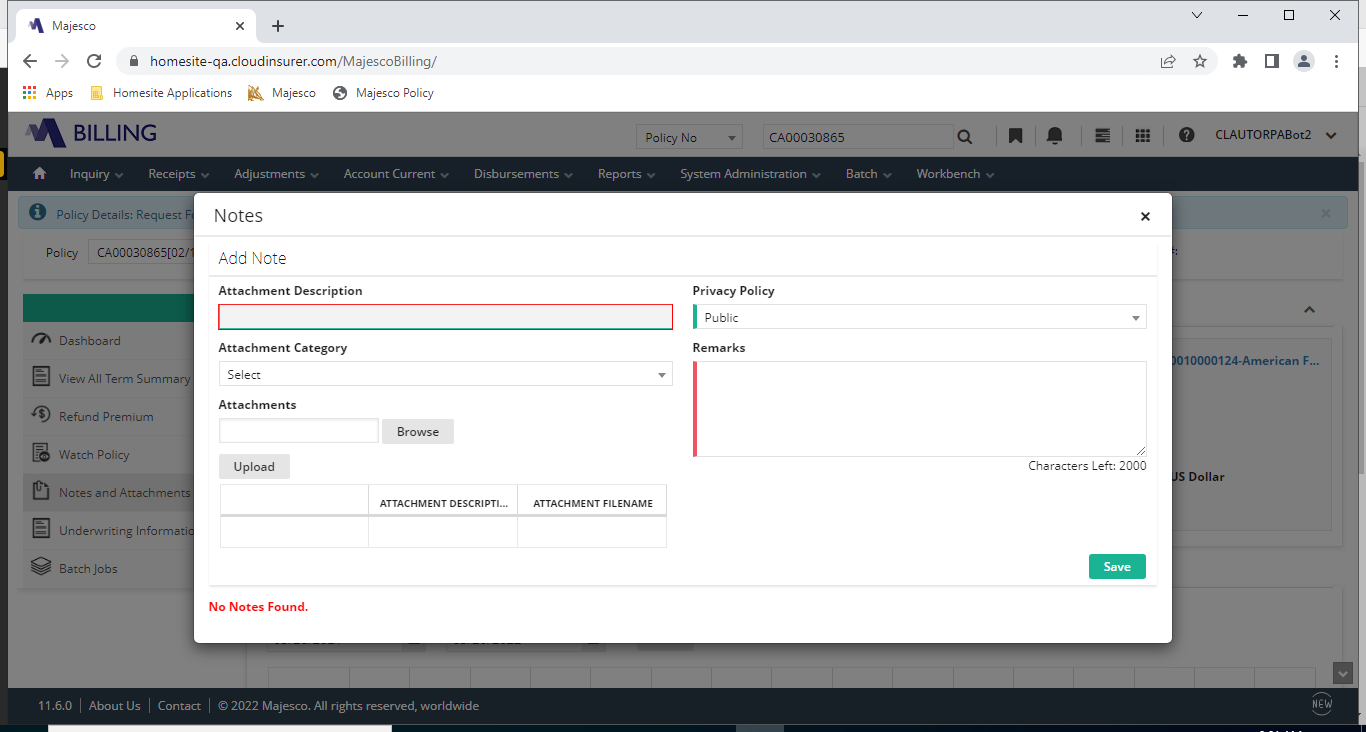 Majesco
homesite-qa.cloudinsurer.com/MajescoBilling/
Apps Homesite Applications Majesco Majesco Policy
BILLING Policy No CA00030865 CLAUTORPABot2
Inquiry Receipts Adjustments Account Current Disbursements Reports System Administration Batch Workbench
Policy Details: Request
Policy CA00030865[02/1
Notes
Add Note
Attachment Description Privacy Policy
Public
Attachment Category Remarks
Select
Attachments
Browse
Upload Characters Left: 2000
ATTACHMENT DESCRIPTI... ATTACHMENT FILENAME
Save
No Notes Found.
Dashboard
View All Term Summary
Refund Premium
Watch Policy
Notes and Attachments
Underwriting Informatio
Batch Jobs
0010000124-American F...
US Dollar
11.6.0 About Us Contact © 2022 Majesco. All rights reserved, worldwide NEW